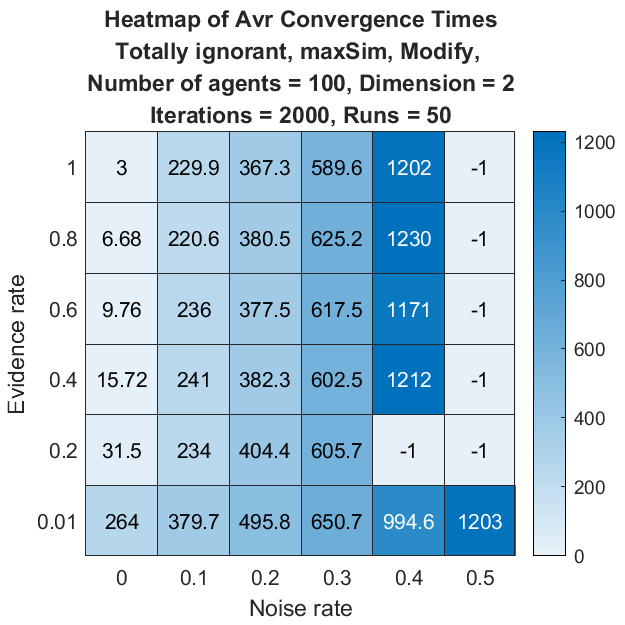 Heatmap of Avr Convergence Times
Totally ignorant, maxSim, Modify,
Number of agents = 100, Dimension = 2
Iterations = 2000, Runs = 50
1 3 229.9 367.3 589.6 1202 -1
0.8 6.68 220.6 380.5 625.2 1230 -1
0.6 9.76 236 377.5 617.5 1171 -1
0.4 15.72 241 382.3 602.5 1212 -1
0.2 31.5 234 404.4 605.7 -1 -1
0.01 264 379.7 495.8 650.7 994.6 1203
0 0.1 0.2 0.3 0.4 0.5
Noise rate
Evidence rate
1200
1000
800
600
400
200
0